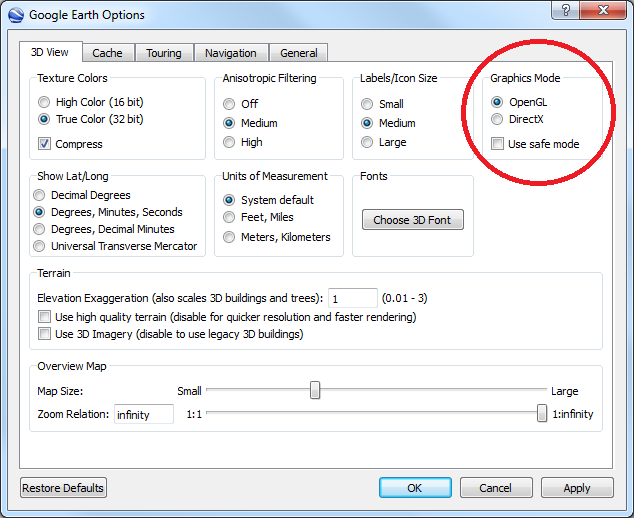 Google Earth Options
?
3D View Cache Touring Navigation General
Texture Colors
High Color (16 bit)
True Color (32 bit)
Compress
Anisotropic Filtering
Off
Medium
High
Labels/Icon Size
Small
Medium
Large
Graphics Mode
OpenGL
DirectX
Use safe mode
Show Lat/Long
Decimal Degrees
Degrees, Minutes, Seconds
Degrees, Decimal Minutes
Universal Transverse Mercator
Units of Measurement
System default
Feet, Miles
Meters, Kilometers
Fonts
Choose 3D Font
Terrain
Elevation Exaggeration (also scales 3D buildings and trees): 1 (0.01 - 3)
Use high quality terrain (disable for quicker resolution and faster rendering)
Use 3D Imagery (disable to use legacy 3D buildings)
Overview Map
Map Size: Small Large
Zoom Relation: infinity 1:1 1:infinity
Restore Defaults OK Cancel Apply